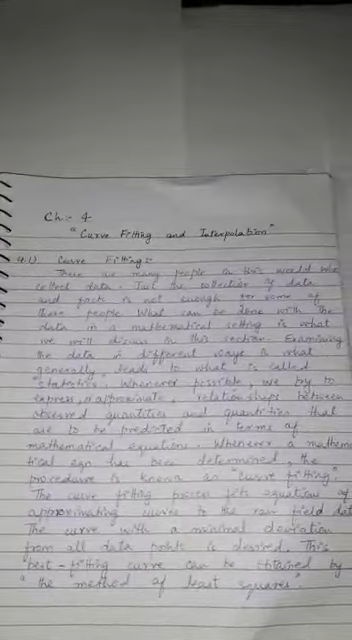 Ch:- 4
"Curve Fitting and Interpolation"
4.1) Curve Fitting:-
There are many people in this world who
collect data. Just the collection of data
and facts is not enough for some of
these people. What can be done with the
data in a mathematical setting is what
we will discuss in this section. Examining
the data in different ways is what
generally leads to what is called
"statistics. Whenever possible, we try to
express, approximate, relationships between
observed quantities and quantities that
are to be predicted in terms of
mathematical equations. Whenever a mathema
tical eqn has been determined, the
procedure is known as "curve fitting".
The curve fitting process fits equation of
approximating curves to the raw field dat
The curve with a minimal deviation
from all data points is desired. This
best-fitting curve can be obtained by
"the method of least squares".